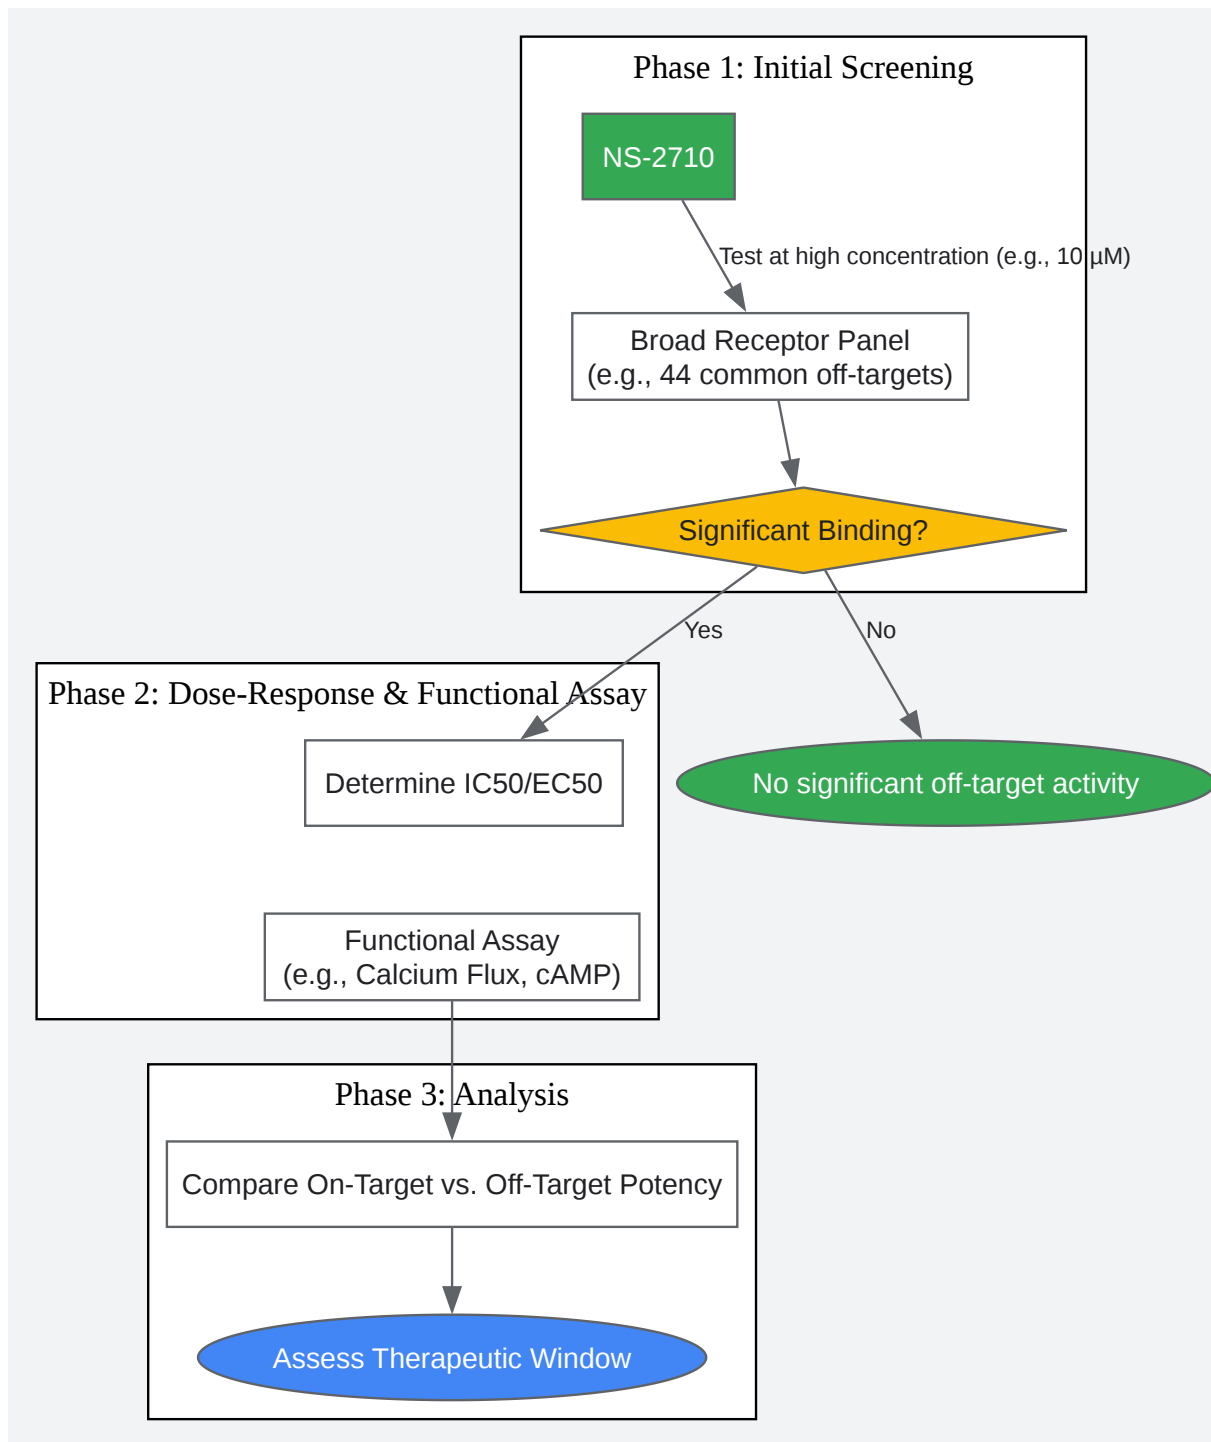 Phase 1: Initial Screening
NS-2710
Test at high concentration (e.g., 10 µM)
Broad Receptor Panel
(e.g., 44 common off-targets)
Significant Binding?
Yes
No
Phase 2: Dose-Response & Functional Assay
Determine IC50/EC50
No significant off-target activity
Functional Assay
(e.g., Calcium Flux, cAMP)
Phase 3: Analysis
Compare On-Target vs. Off-Target Potency
Assess Therapeutic Window